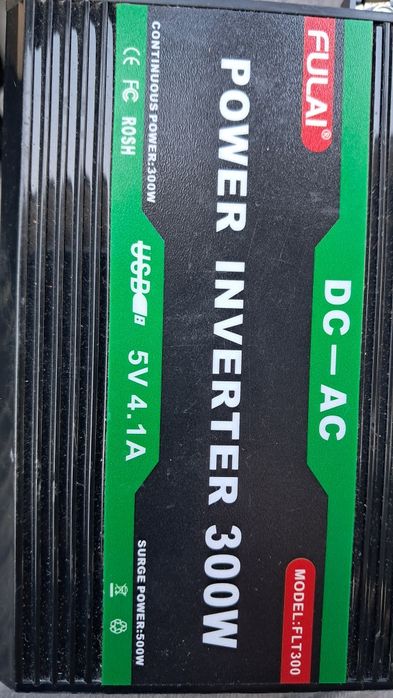 FULAI®
DC-AC
MODEL:FLT300
POWER INVERTER 300W
CONTINUOUS POWER:300W
USB 5V 4.1A
SURGE POWER:500W
CE FC ROSH